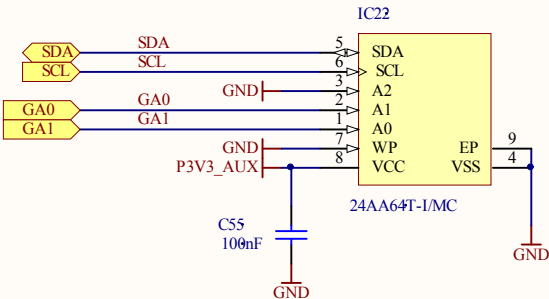 IC22
SDA SDA 5 SDA
SCL SCL 6 SCL
GND 3 A2
GA0 GA0 2 A1
GA1 GA1 1 A0
GND 7 WP EP 9
P3V3_AUX 8 VCC VSS 4
24AA64T-I/MC
C55
100nF
GND
GND